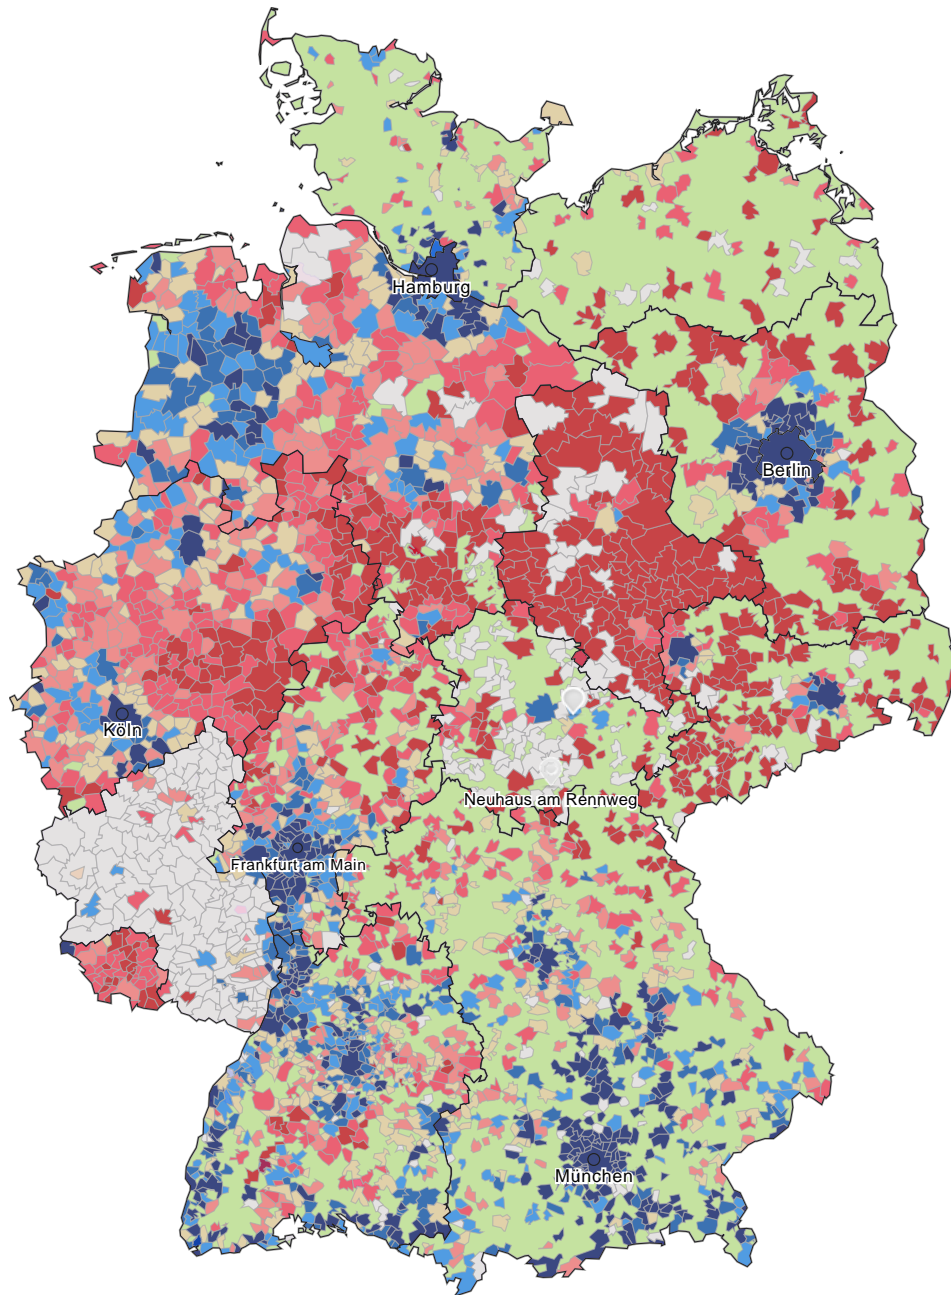 Hamburg
Berlin
Köln
Neuhaus am Rennweg
Frankfurt am Main
München